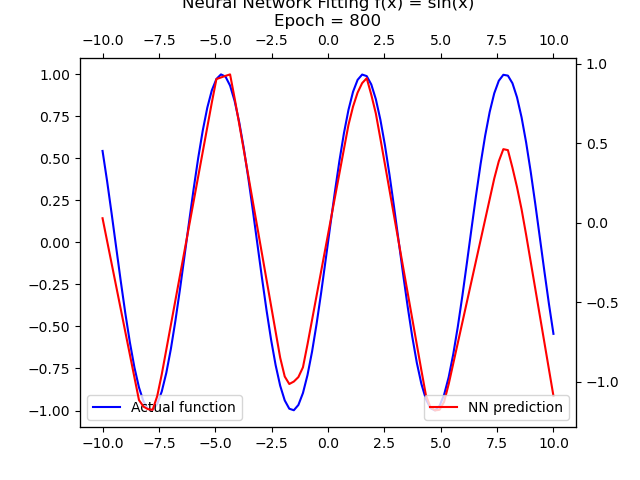 Neural Network Fitting f(x) = sin(x)
Epoch = 800
−10.0 −7.5 −5.0 −2.5 0.0 2.5 5.0 7.5 10.0
1.00
0.75
0.50
0.25
0.00
−0.25
−0.50
−0.75
−1.00
1.0
0.5
0.0
−0.5
−1.0
Actual function
NN prediction
−10.0 −7.5 −5.0 −2.5 0.0 2.5 5.0 7.5 10.0